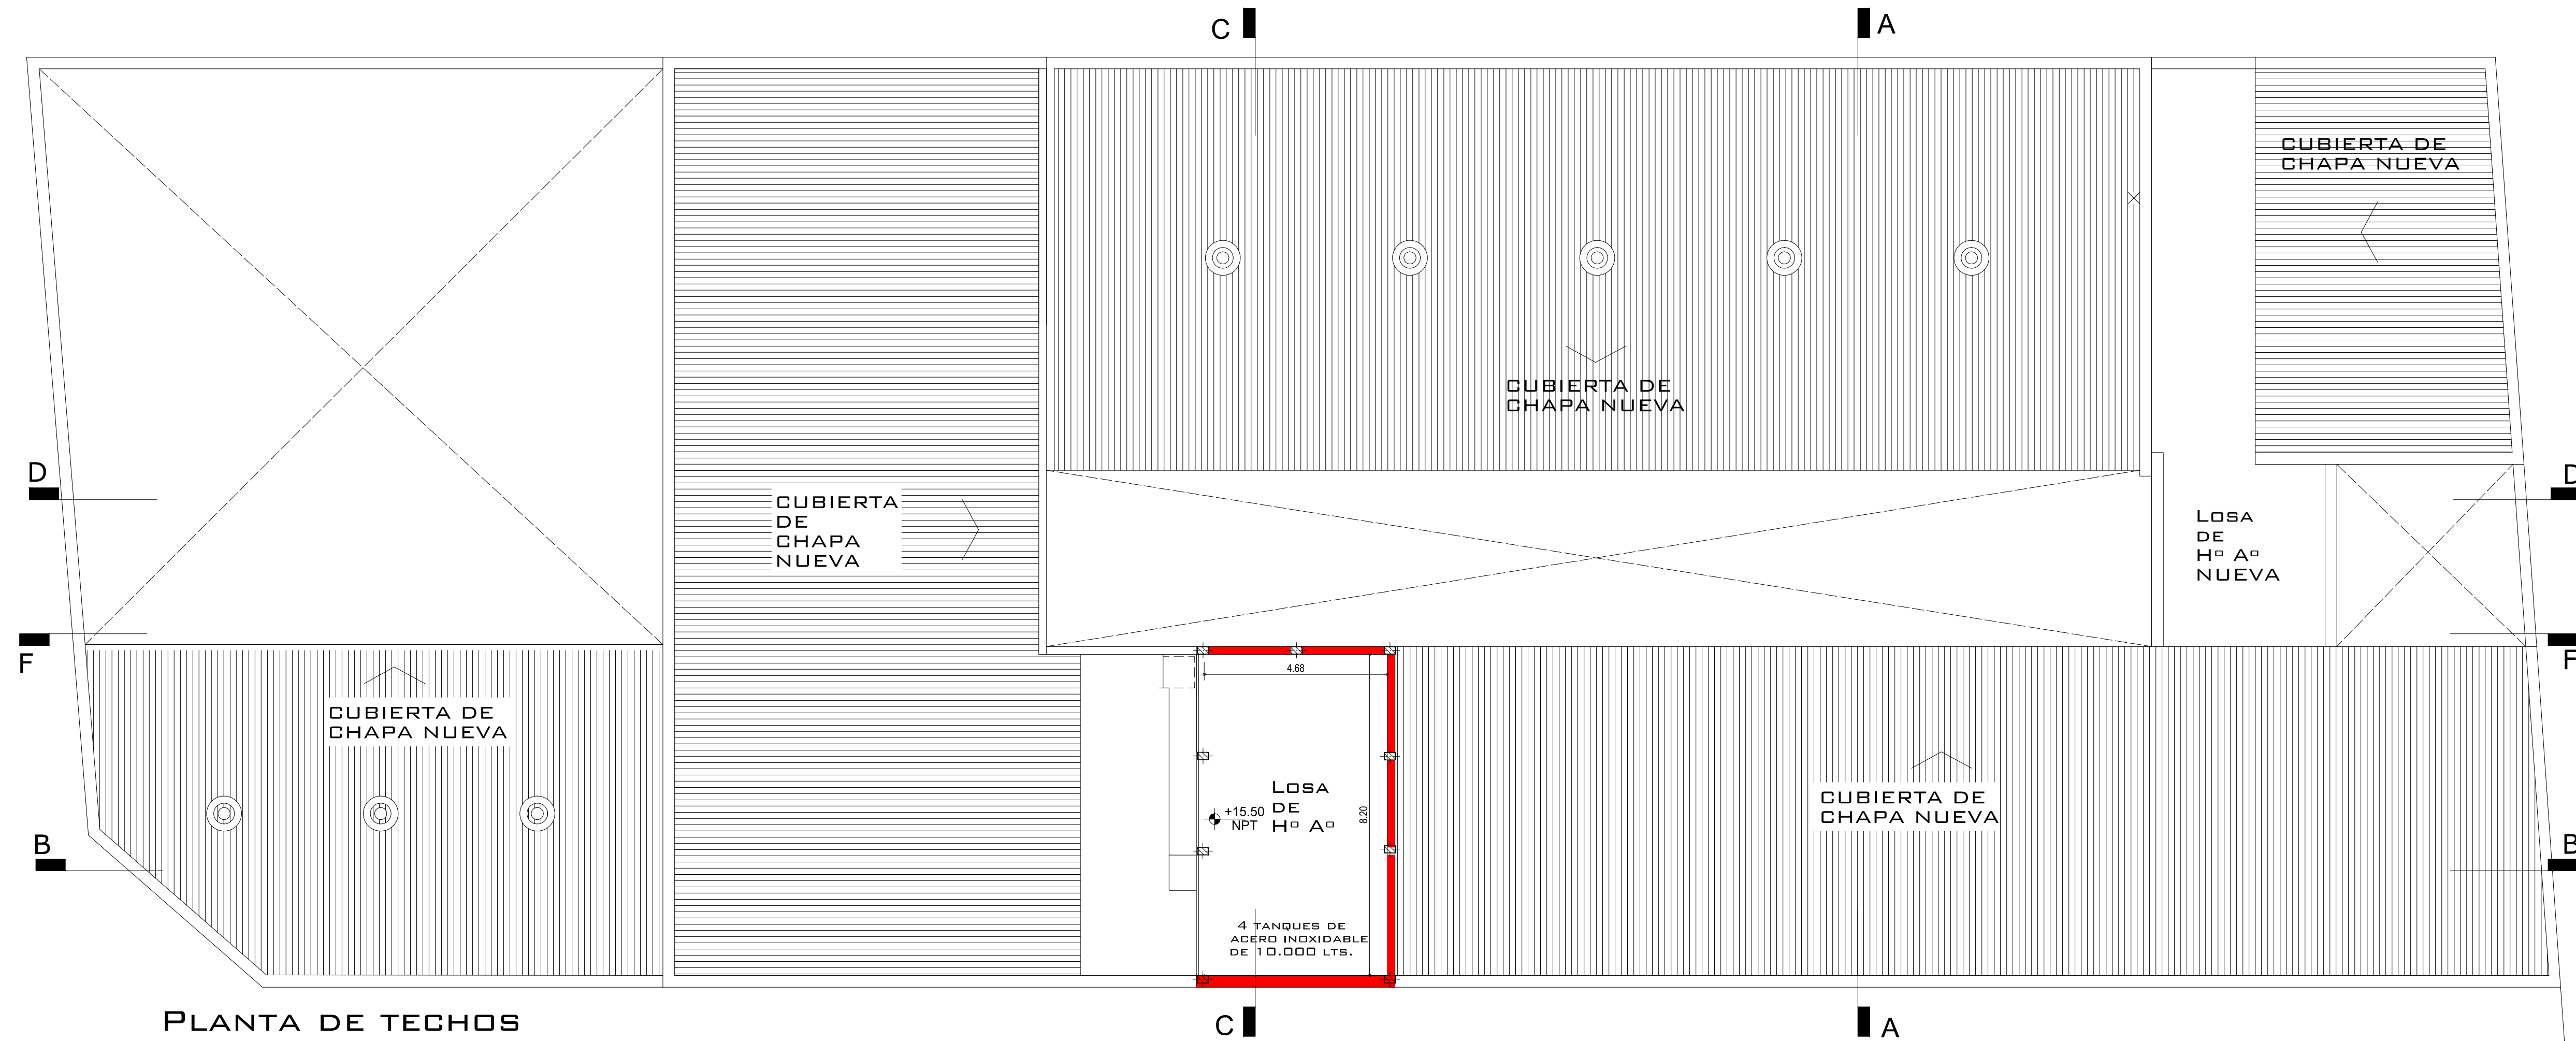 C
A
CUBIERTA DE
CHAPA NUEVA
CUBIERTA DE
CHAPA NUEVA
D
D
CUBIERTA
DE
CHAPA
NUEVA
LOSA
DE
Hº Aº
NUEVA
F
F
4.68
CUBIERTA DE
CHAPA NUEVA
LOSA
DE
Hº Aº
+15.50
NPT
8.20
CUBIERTA DE
CHAPA NUEVA
B
B
4 TANQUES DE
ACERO INOXIDABLE
DE 10.000 LTS.
PLANTA DE TECHOS
C
A